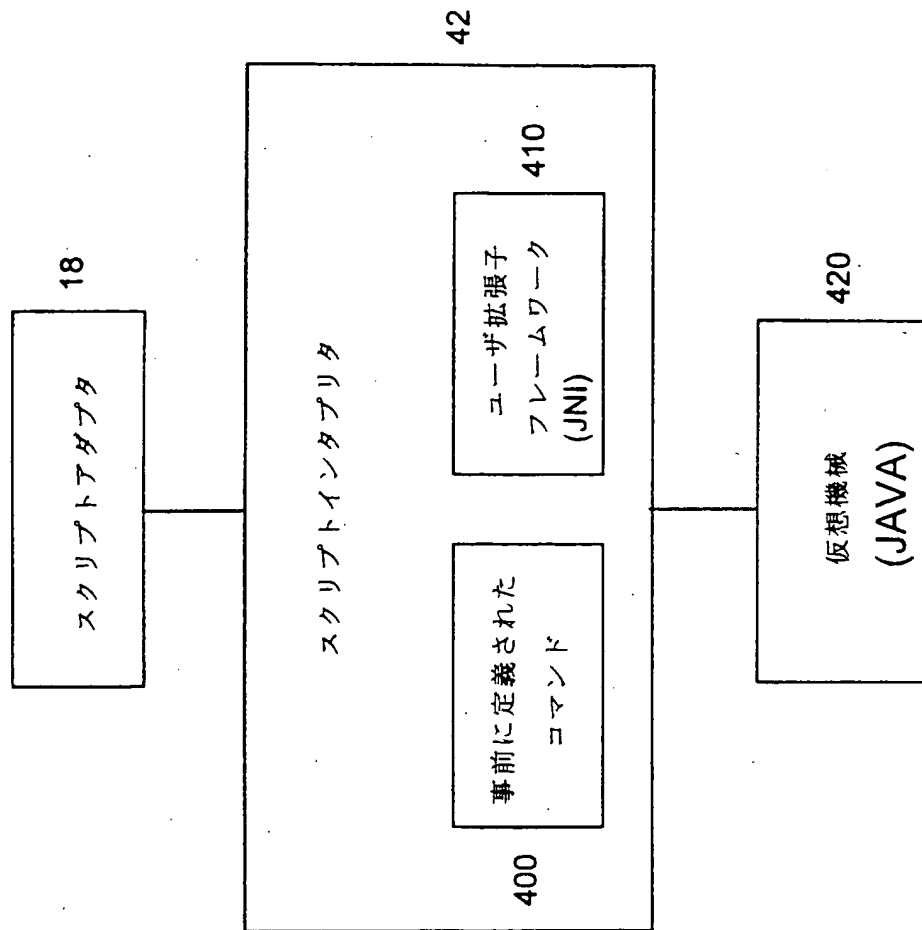 スクリプトアダプタ
18
42
スクリプトインタプリタ
事前に定義された
コマンド
400
ユーザ拡張子
フレームワーク
(JNI)
410
仮想機械
(JAVA)
420